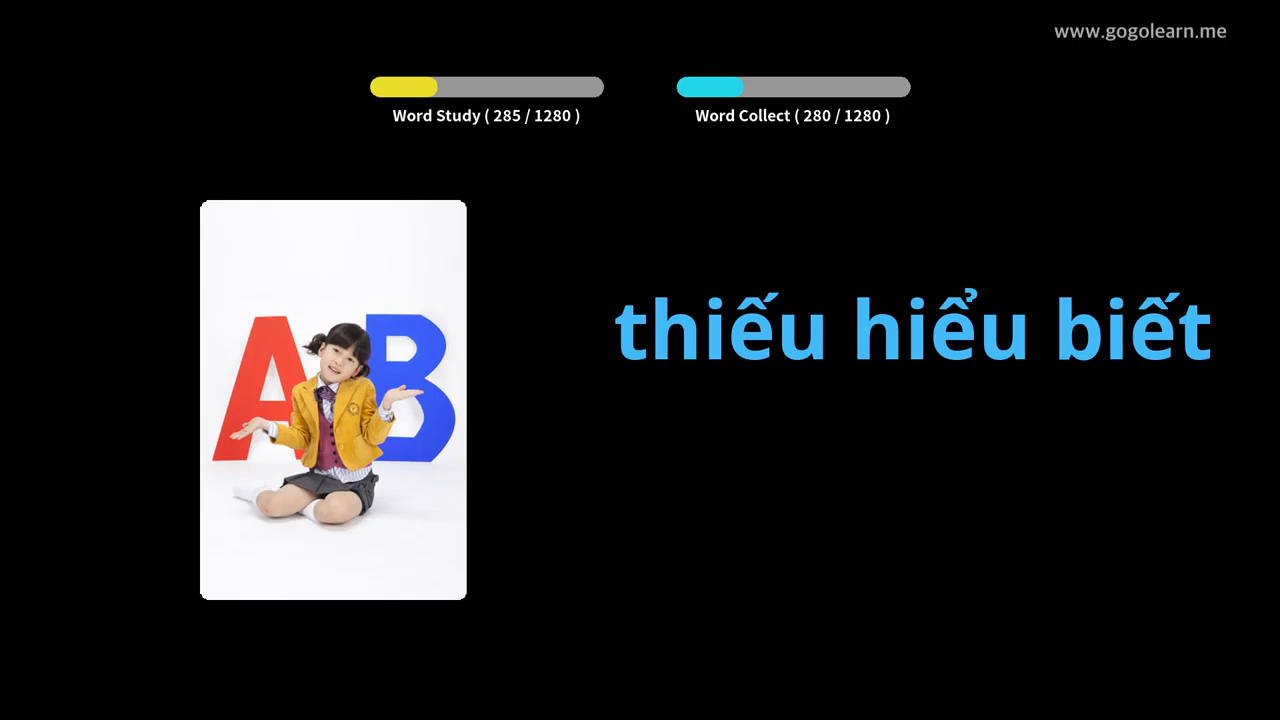 www.gogolearn.me
Word Study ( 285 / 1280 )
Word Collect ( 280 / 1280 )
thiếu hiểu biết
A B